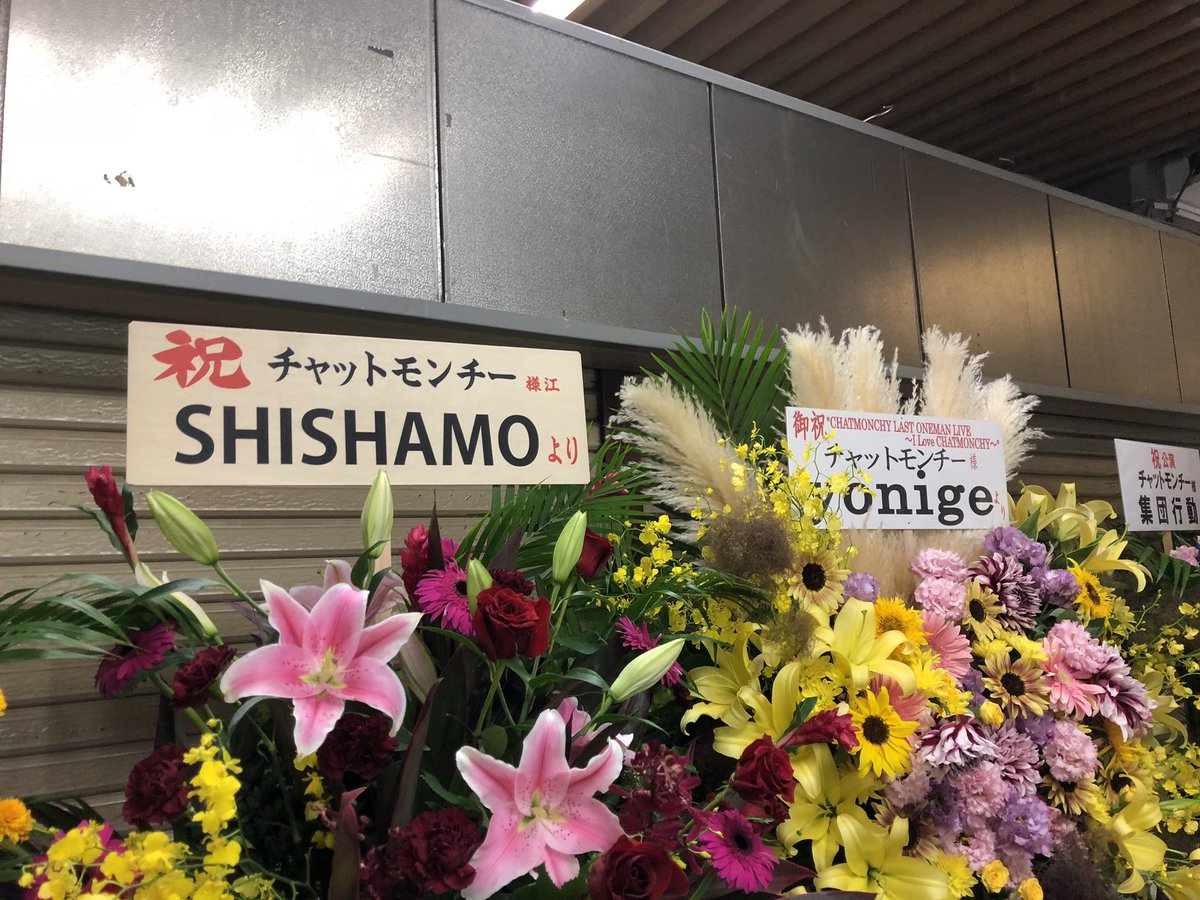 祝 チャットモンチー 様江
SHISHAMO より
御祝 "CHATMONCHY LAST ONEMAN LIVE
～I Love CHATMONCHY～"
チャットモンチー 様
yonige より
祝 公演
チャットモンチー 様
集団行動